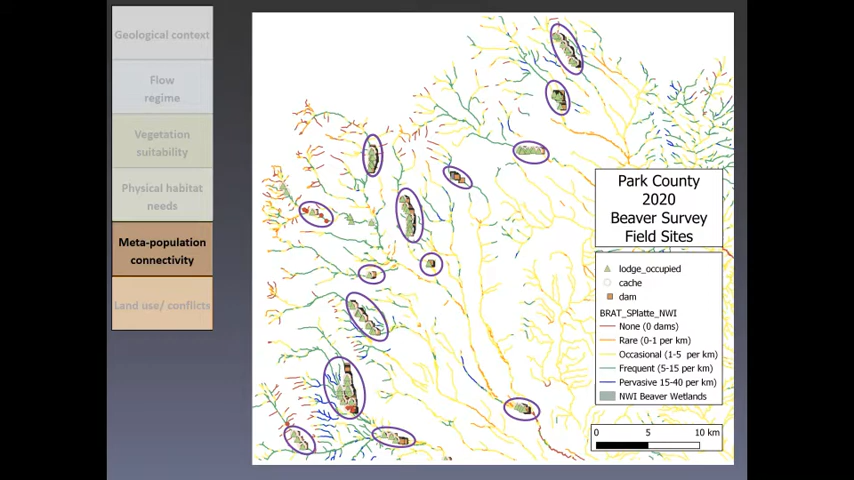 Geological context
Flow
regime
Vegetation
suitability
Physical habitat
needs
Meta-population
connectivity
Land use/ conflicts
Park County
2020
Beaver Survey
Field Sites
lodge_occupied
cache
dam
BRAT_SPlatte_NWI
None (0 dams)
Rare (0-1 per km)
Occasional (1-5 per km)
Frequent (5-15 per km)
Pervasive 15-40 per km)
NWI Beaver Wetlands
0 5 10 km